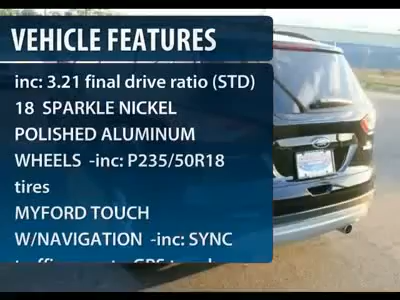 VEHICLE FEATURES
inc: 3.21 final drive ratio (STD)
18 SPARKLE NICKEL
POLISHED ALUMINUM
WHEELS -inc: P235/50R18
tires
MYFORD TOUCH
W/NAVIGATION -inc: SYNC
Ford